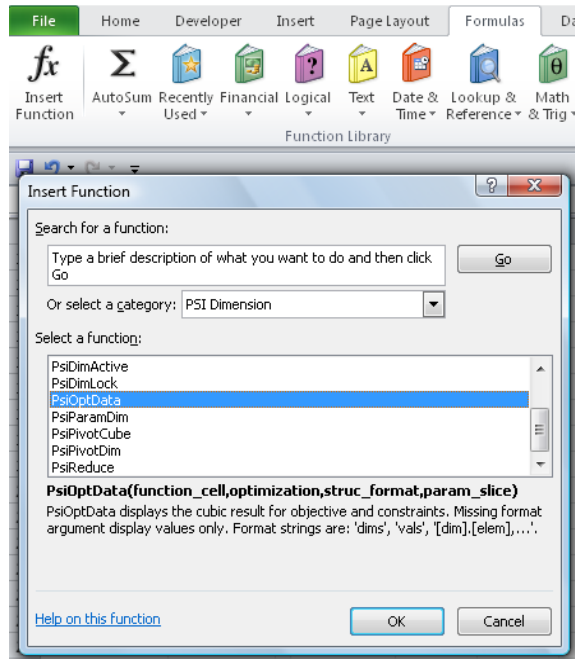 File Home Developer Insert Page Layout Formulas Da
fx Σ ? A θ
Insert Function
AutoSum
Recently Used
Financial
Logical
Text
Date & Time
Lookup & Reference
Math & Trig
Function Library
Insert Function
Search for a function:
Type a brief description of what you want to do and then click
Go
Go
Or select a category: PSI Dimension
Select a function:
PsiDimActive
PsiDimLock
PsiOptData
PsiParamDim
PsiPivotCube
PsiPivotDim
PsiReduce
PsiOptData(function_cell,optimization,struc_format,param_slice)
PsiOptData displays the cubic result for objective and constraints. Missing format
argument display values only. Format strings are: 'dims', 'vals', '[dim].[elem],...'.
Help on this function
OK Cancel